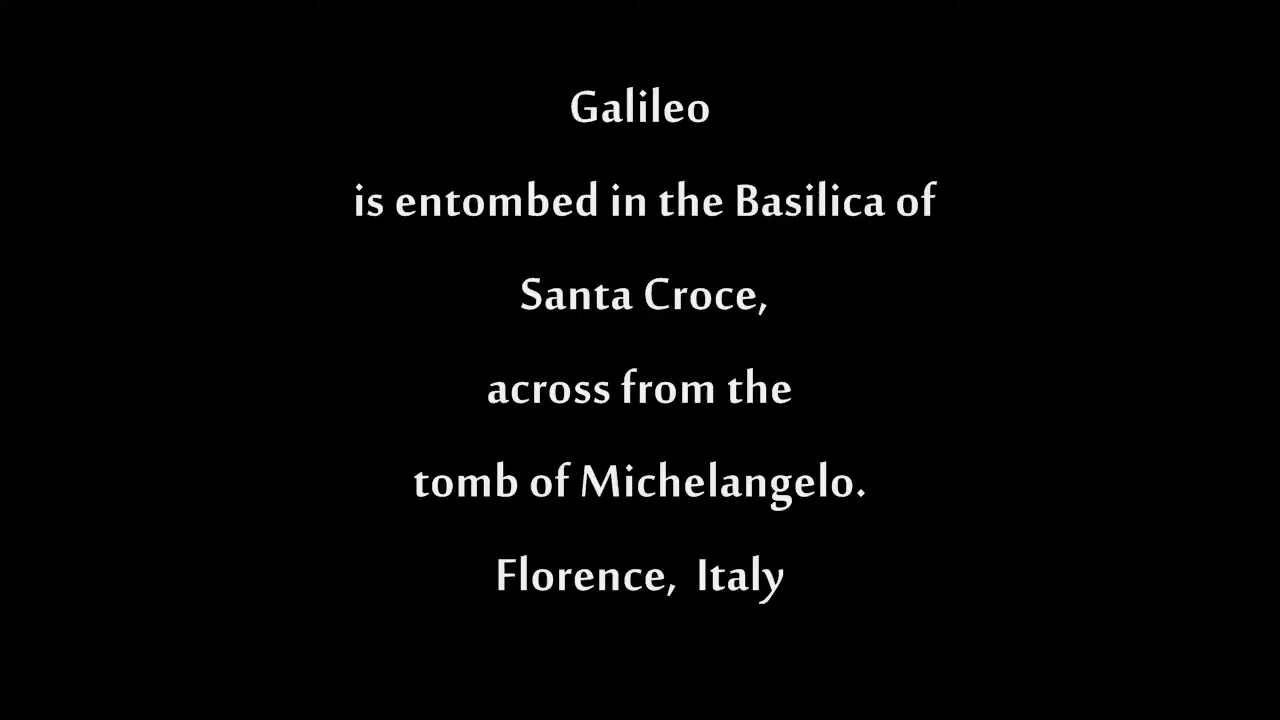 Galileo
is entombed in the Basilica of
Santa Croce,
across from the
tomb of Michelangelo.
Florence,  Italy